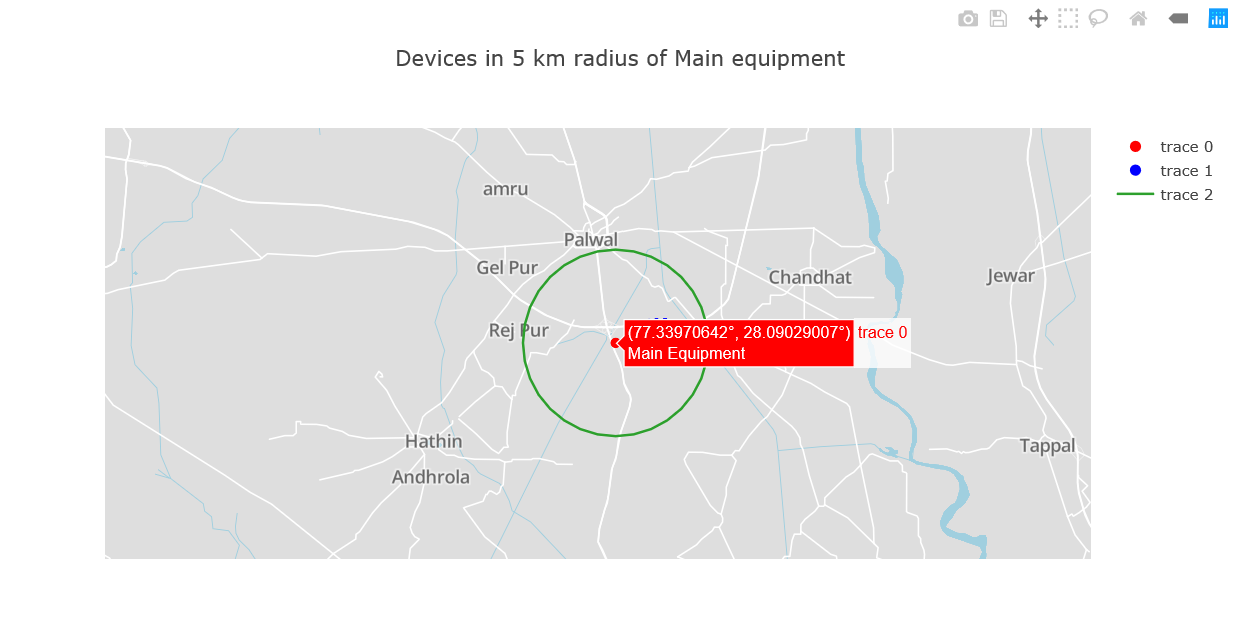 Devices in 5 km radius of Main equipment
trace 0
trace 1
trace 2
amru
Palwal
Gel Pur
Chandhat
Jewar
Rej Pur
(77.33970642°, 28.09029007°) trace 0
Main Equipment
Hathin
Tappal
Andhrola